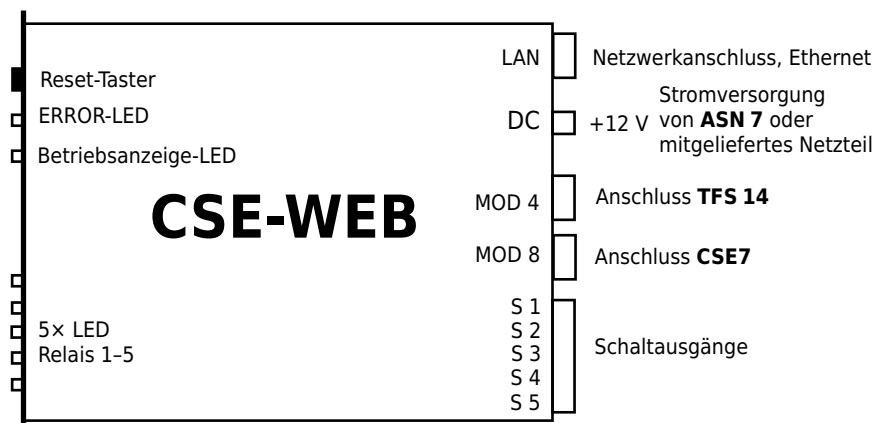 LAN
Netzwerkanschluss, Ethernet
Reset-Taster
ERROR-LED
Betriebsanzeige-LED
DC
+12 V
Stromversorgung
von ASN 7 oder
mitgeliefertes Netzteil
CSE-WEB
MOD 4
Anschluss TFS 14
MOD 8
Anschluss CSE7
5× LED
Relais 1–5
S 1
S 2
S 3
S 4
S 5
Schaltausgänge